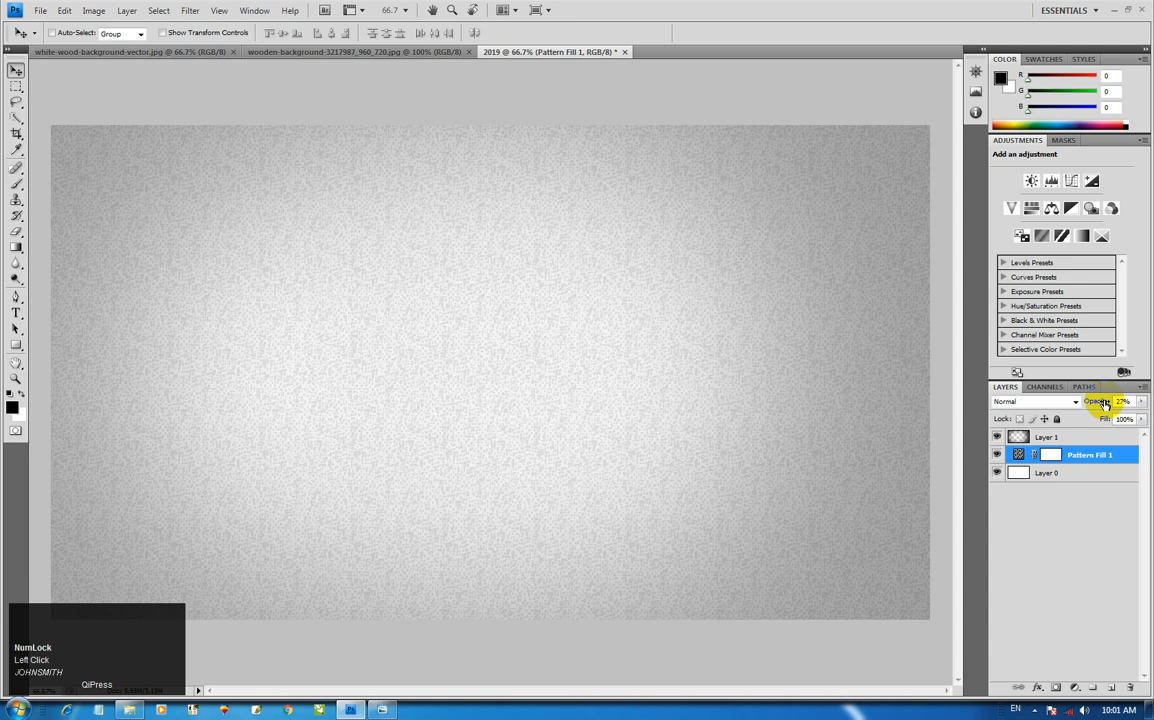 Ps File Edit Image Layer Select Filter Analysis View Window Help Br 66.7 ESSENTIALS
Auto-Select: Group Show Transform Controls
white-wood-background-vector.jpg @ 66.7% (RGB/8) × wooden-background-3217987_960_720.jpg @ 100% (RGB/8) × 2019 @ 66.7% (Pattern Fill 1, RGB/8) * ×
COLOR SWATCHES STYLES
R 0
G 0
B 0
ADJUSTMENTS MASKS
Add an adjustment
Levels Presets
Curves Presets
Exposure Presets
Hue/Saturation Presets
Black & White Presets
Channel Mixer Presets
Selective Color Presets
LAYERS CHANNELS PATHS
Normal Opacity: 27%
Lock: Fill: 100%
Layer 1
Pattern Fill 1
Layer 0
NumLock
Left Click
JOHNSMITH
QiPress
EN 10:01 AM